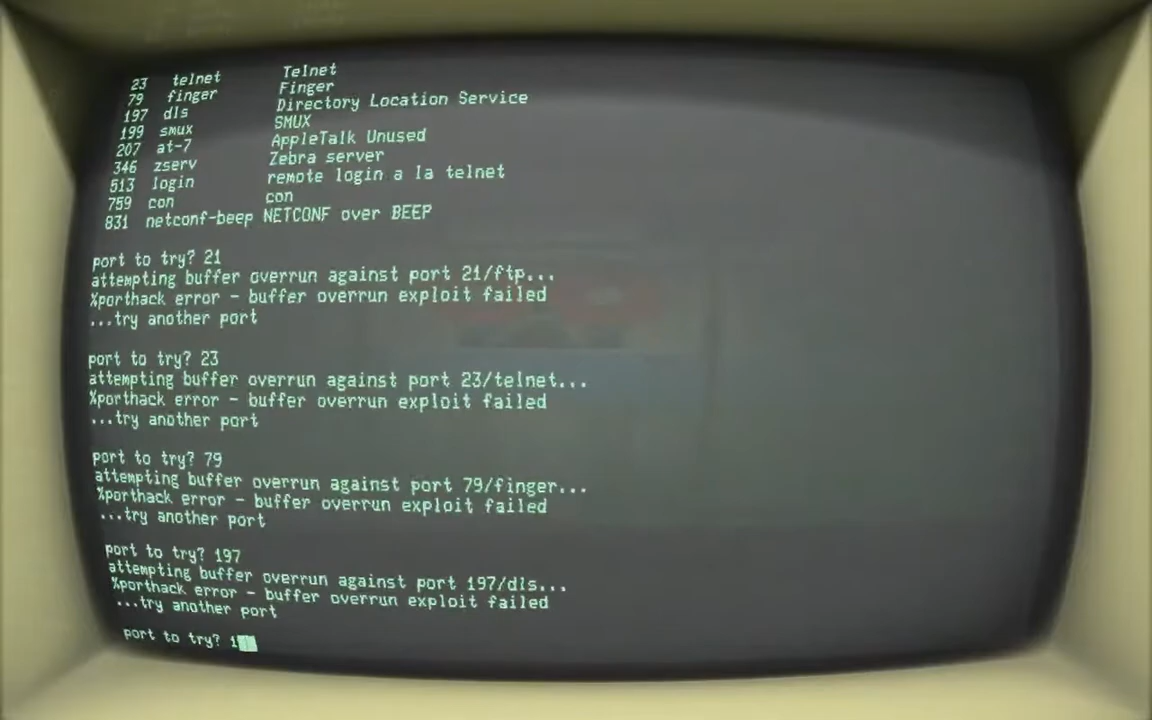 23 telnet Telnet
79 finger Finger
197 dls Directory Location Service
199 smux SMUX
207 at-7 AppleTalk Unused
346 zserv Zebra server
513 login remote login a la telnet
759 con con
831 netconf-beep NETCONF over BEEP
port to try? 21
attempting buffer overrun against port 21/ftp...
%porthack error - buffer overrun exploit failed
...try another port
port to try? 23
attempting buffer overrun against port 23/telnet...
%porthack error - buffer overrun exploit failed
...try another port
port to try? 79
attempting buffer overrun against port 79/finger...
%porthack error - buffer overrun exploit failed
...try another port
port to try? 197
attempting buffer overrun against port 197/dls...
%porthack error - buffer overrun exploit failed
...try another port
port to try? 1